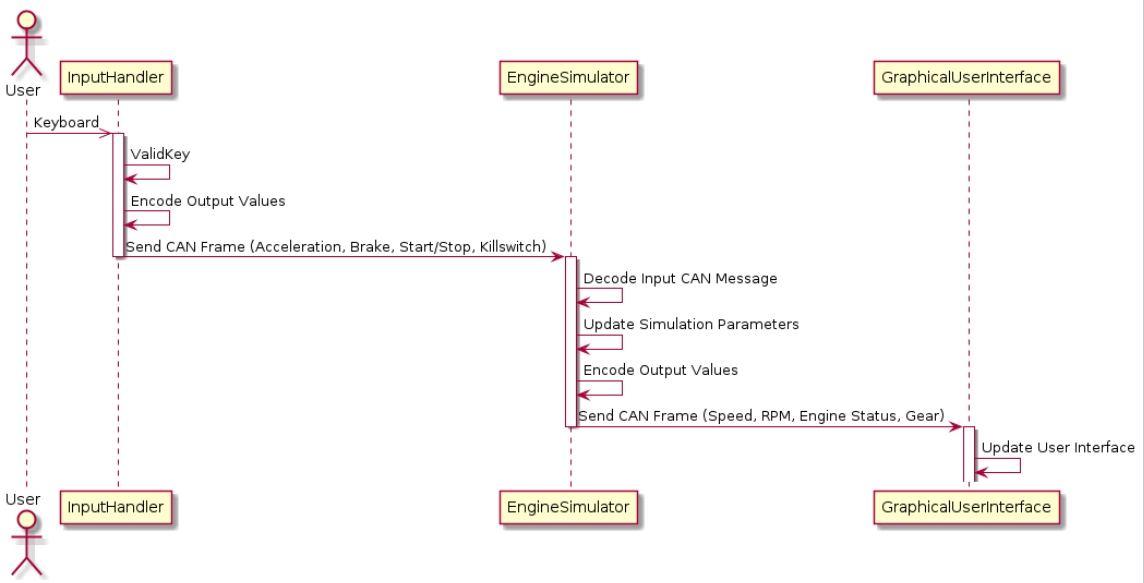 User
InputHandler
EngineSimulator
GraphicalUserInterface
Keyboard
ValidKey
Encode Output Values
Send CAN Frame (Acceleration, Brake, Start/Stop, Killswitch)
Decode Input CAN Message
Update Simulation Parameters
Encode Output Values
Send CAN Frame (Speed, RPM, Engine Status, Gear)
Update User Interface
User
InputHandler
EngineSimulator
GraphicalUserInterface